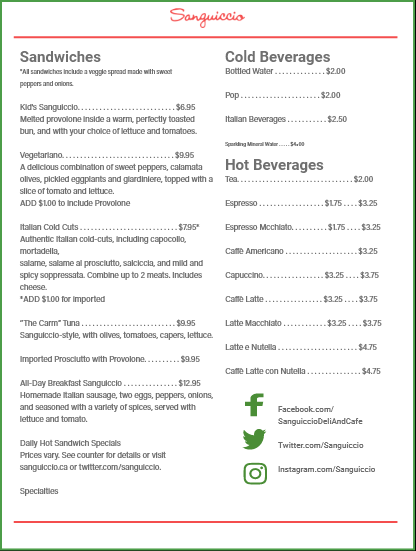 Sanguiccio
Sandwiches
*All sandwiches include a veggie spread made with sweet
peppers and onions.
Kid's Sanguiccio..........................$6.95
Melted provolone inside a warm, perfectly toasted
bun, and with your choice of lettuce and tomatoes.
Vegetariano..............................$9.95
A delicious combination of sweet peppers, calamata
olives, pickled eggplants and giardiniere, topped with a
slice of tomato and lettuce.
ADD $1.00 to include Provolone
Italian Cold Cuts ..........................$7.95*
Authentic Italian cold-cuts, including capocollo,
mortadella,
salame, salame al prosciutto, salciccia, and mild and
spicy soppressata. Combine up to 2 meats. Includes
cheese.
*ADD $1.00 for imported
"The Carm" Tuna ..........................$9.95
Sanguiccio-style, with olives, tomatoes, capers, lettuce.
Imported Prosciutto with Provolone.........$9.95
All-Day Breakfast Sanguiccio ..............$12.95
Homemade Italian sausage, two eggs, peppers, onions,
and seasoned with a variety of spices, served with
lettuce and tomato.
Daily Hot Sandwich Specials
Prices vary. See counter for details or visit
sanguiccio.ca or twitter.com/sanguiccio.
Specialties
Cold Beverages
Bottled Water .............$2.00
Pop .....................$2.00
Italian Beverages ..........$2.50
Sparkling Mineral Water .....
Hot Beverages
Tea..............................$2.00
Espresso .................$1.75 ....$3.25
Espresso Mcchiato..........$1.75 ....$3.25
Caffè Americano ...................$3.25
Capuccino................$3.25 ....$3.75
Caffè Latte ...............$3.25 ....$3.75
Latte Macchiato ...........$3.25 ....$3.75
Latte e Nutella .....................$4.75
Caffè Latte con Nutella ..............$4.75
Facebook.com/
SanguiccioDeliAndCafe
Twitter.com/Sanguiccio
Instagram.com/Sanguiccio